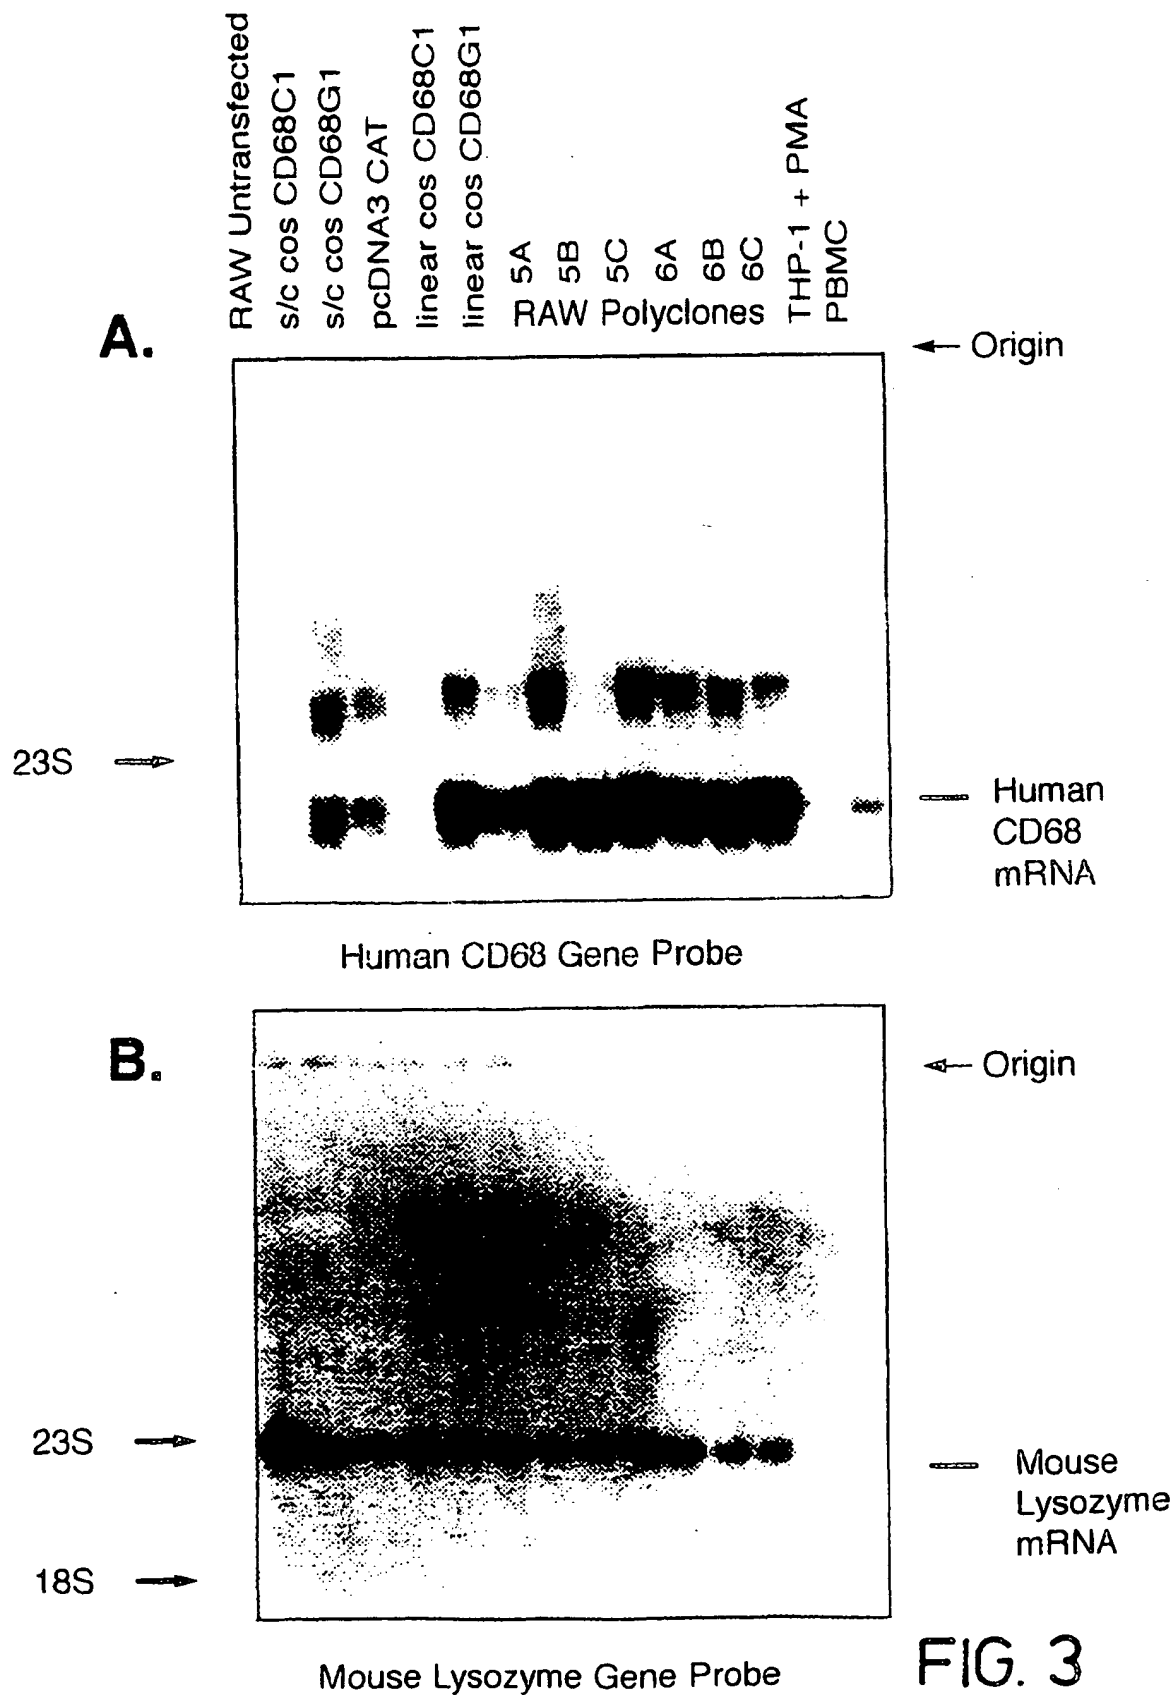 RAW Untransfected
s/c cos CD68C1
s/c cos CD68G1
pcDNA3 CAT
linear cos CD68C1
linear cos CD68G1
5A
5B
5C
6A
6B
6C
THP-1 + PMA
PBMC
RAW Polyclones
A.
Origin
23S
Human
CD68
mRNA
Human CD68 Gene Probe
B.
Origin
23S
Mouse
Lysozyme
mRNA
18S
Mouse Lysozyme Gene Probe
FIG. 3